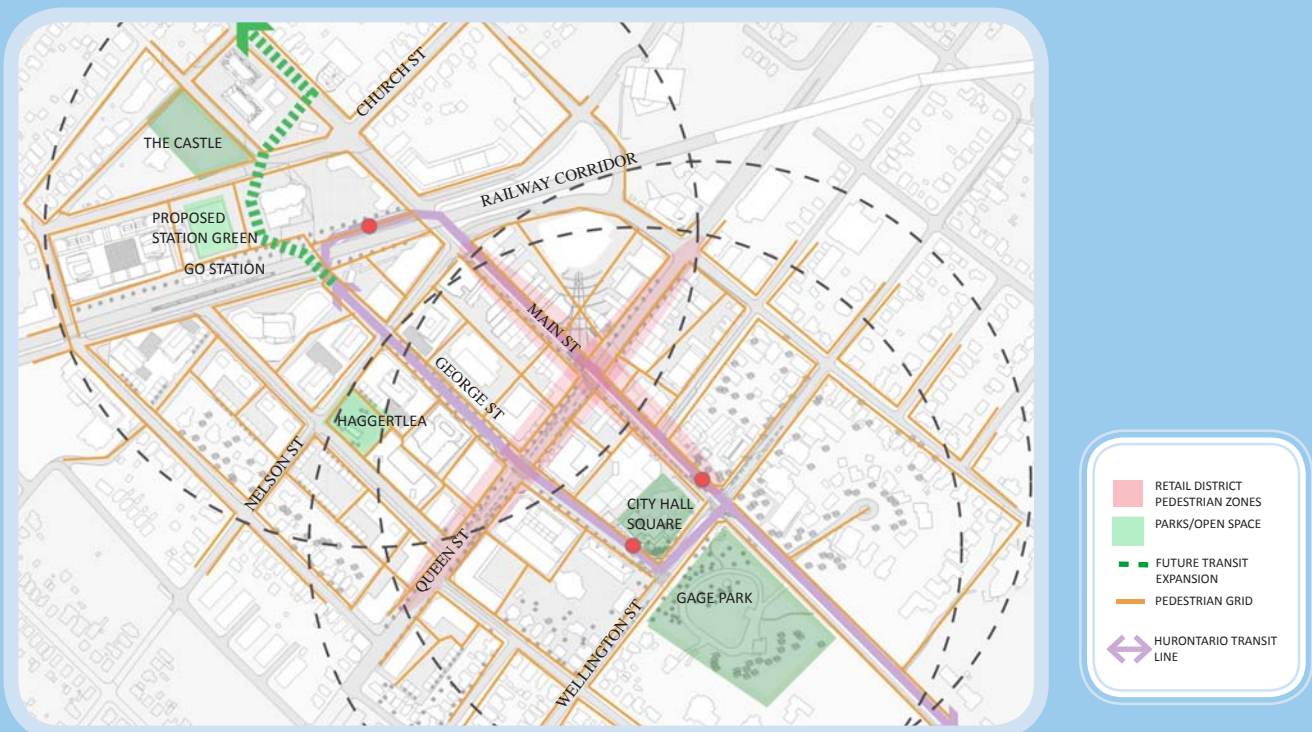 CHURCH ST
THE CASTLE
RAILWAY CORRIDOR
PROPOSED
STATION GREEN
GO STATION
MAIN ST
GEORGE ST
HAGGERTLEA
NELSON ST
CITY HALL
SQUARE
QUEEN ST
GAGE PARK
WELLINGTON ST
RETAIL DISTRICT
PEDESTRIAN ZONES
PARKS/OPEN SPACE
FUTURE TRANSIT
EXPANSION
PEDESTRIAN GRID
HURONTARIO TRANSIT
LINE